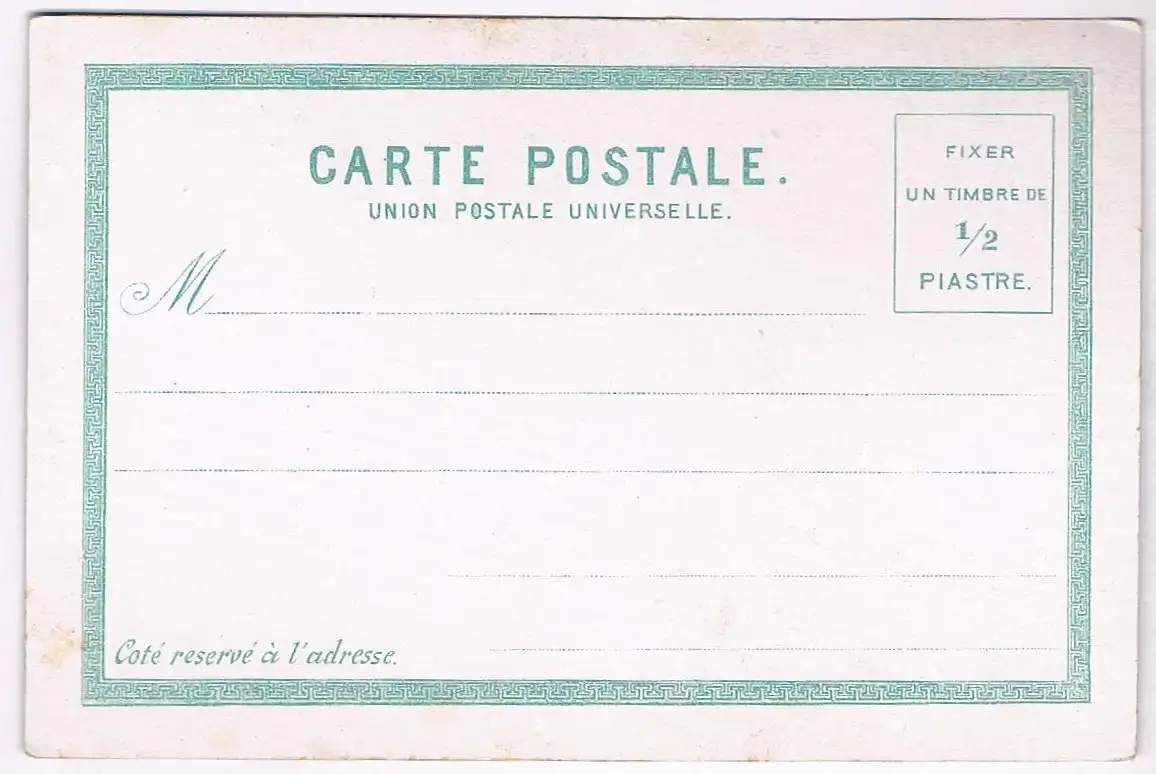 CARTE POSTALE.
UNION POSTALE UNIVERSELLE.
FIXER
UN TIMBRE DE
1/2
PIASTRE.
M
Coté reservé à l'adresse.